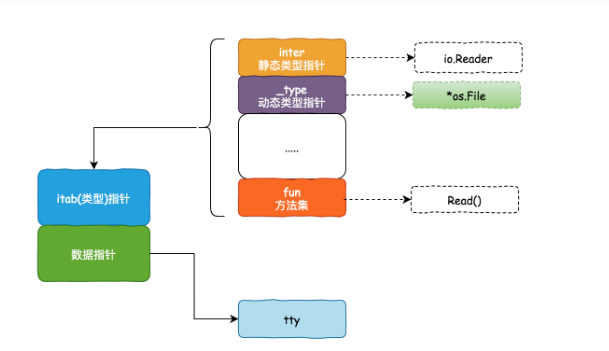 inter
静态类型指针
io.Reader
_type
动态类型指针
*os.File
.....
fun
方法集
Read()
itab(类型)指针
数据指针
tty